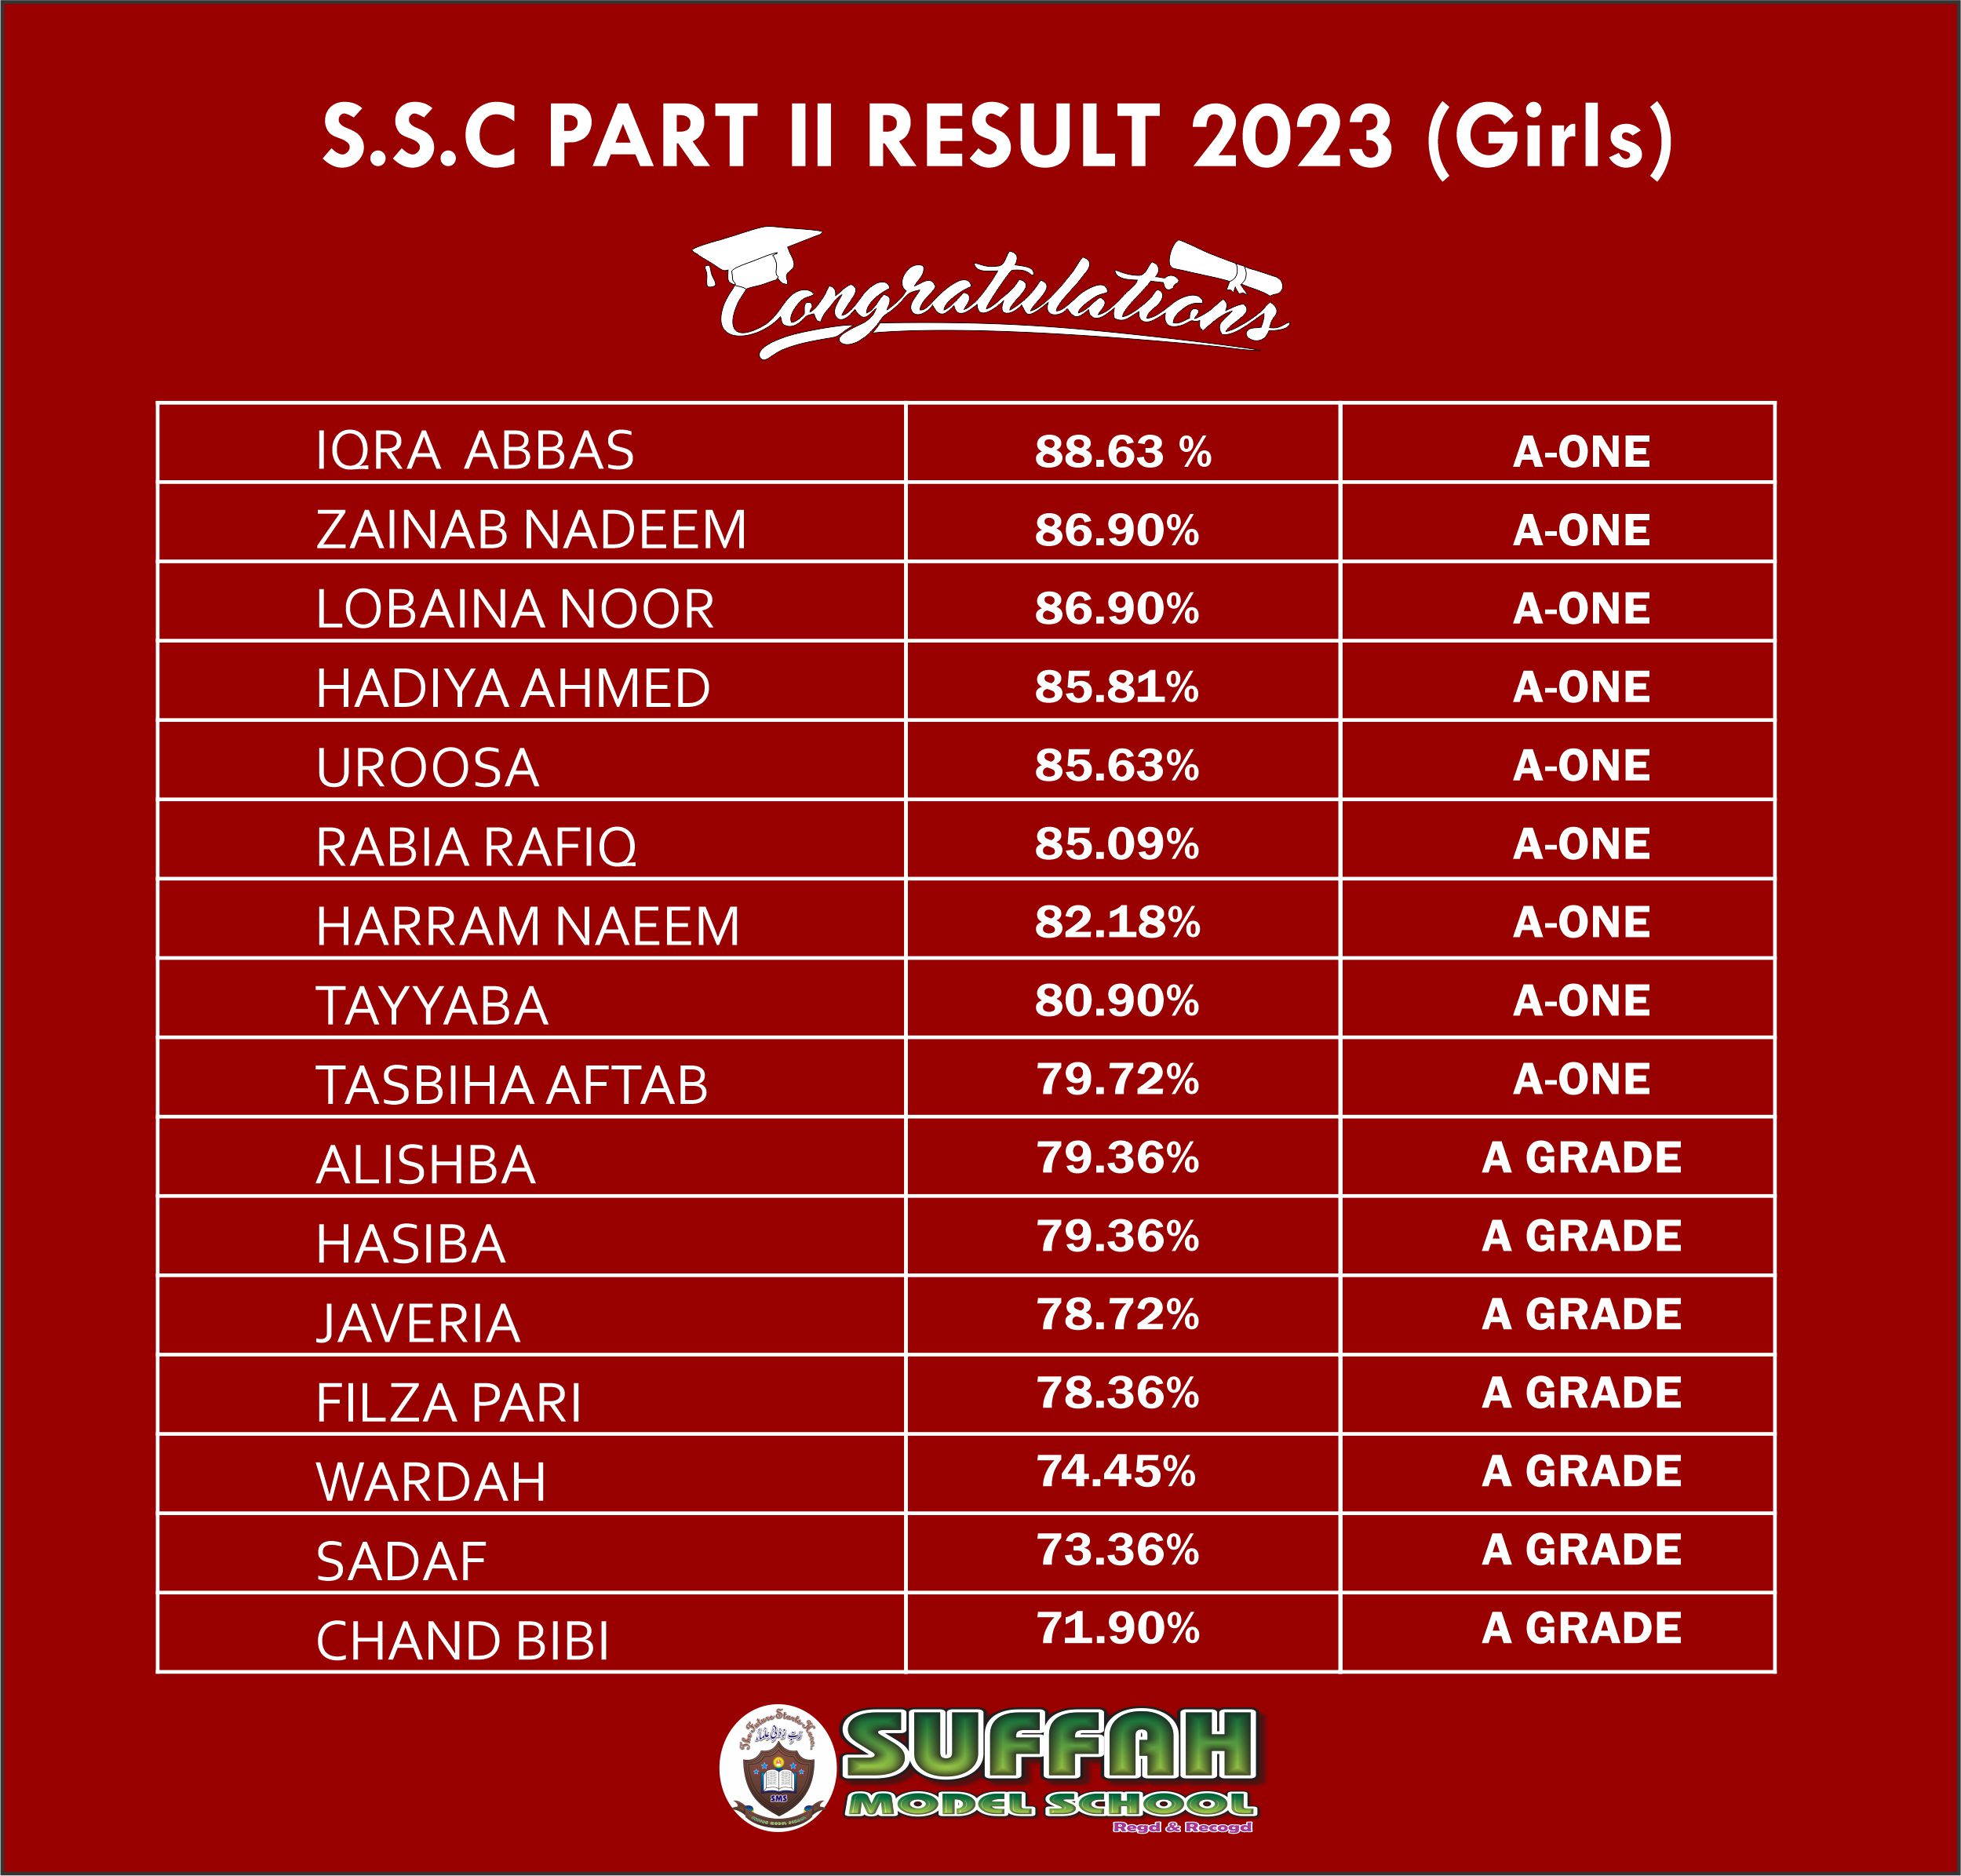 S.S.C PART II RESULT 2023 (Girls)
Congratulations
IQRA ABBAS 88.63 % A-ONE
ZAINAB NADEEM 86.90% A-ONE
LOBAINA NOOR 86.90% A-ONE
HADIYA AHMED 85.81% A-ONE
UROOSA 85.63% A-ONE
RABIA RAFIQ 85.09% A-ONE
HARRAM NAEEM 82.18% A-ONE
TAYYABA 80.90% A-ONE
TASBIHA AFTAB 79.72% A-ONE
ALISHBA 79.36% A GRADE
HASIBA 79.36% A GRADE
JAVERIA 78.72% A GRADE
FILZA PARI 78.36% A GRADE
WARDAH 74.45% A GRADE
SADAF 73.36% A GRADE
CHAND BIBI 71.90% A GRADE
The Future Starts Here
رَبِّ زِدْنِي عِلْمًا
SMS
SUFFAH MODEL SCHOOL
SUFFAH
MODEL SCHOOL
Regd & Recogd